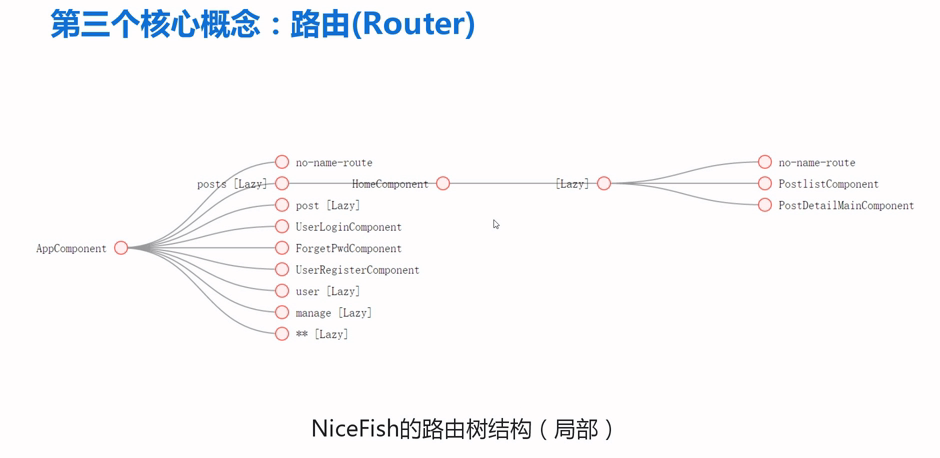 第三个核心概念：路由(Router)
no-name-route
posts [Lazy]
HomeComponent
[Lazy]
no-name-route
PostlistComponent
post [Lazy]
PostDetailMainComponent
UserLoginComponent
AppComponent
ForgetPwdComponent
UserRegisterComponent
user [Lazy]
manage [Lazy]
** [Lazy]
NiceFish的路由树结构（局部）